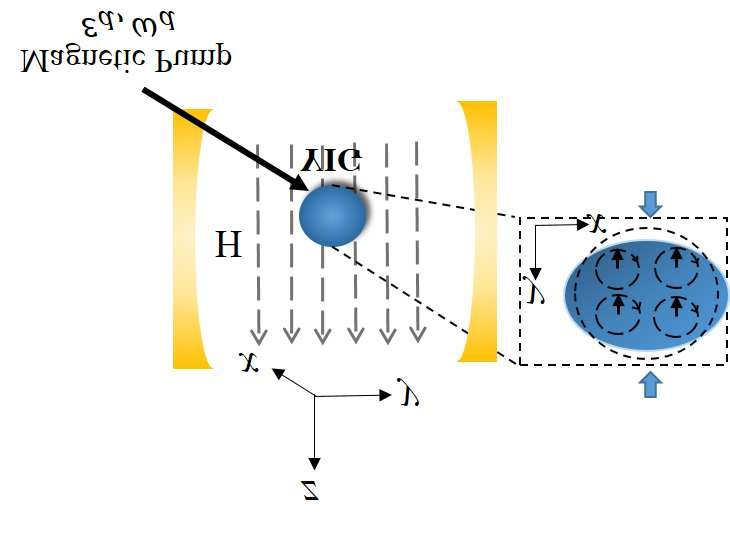 Magnetic Pump
εd, ωd
YIG
H
x
y
x
y
z